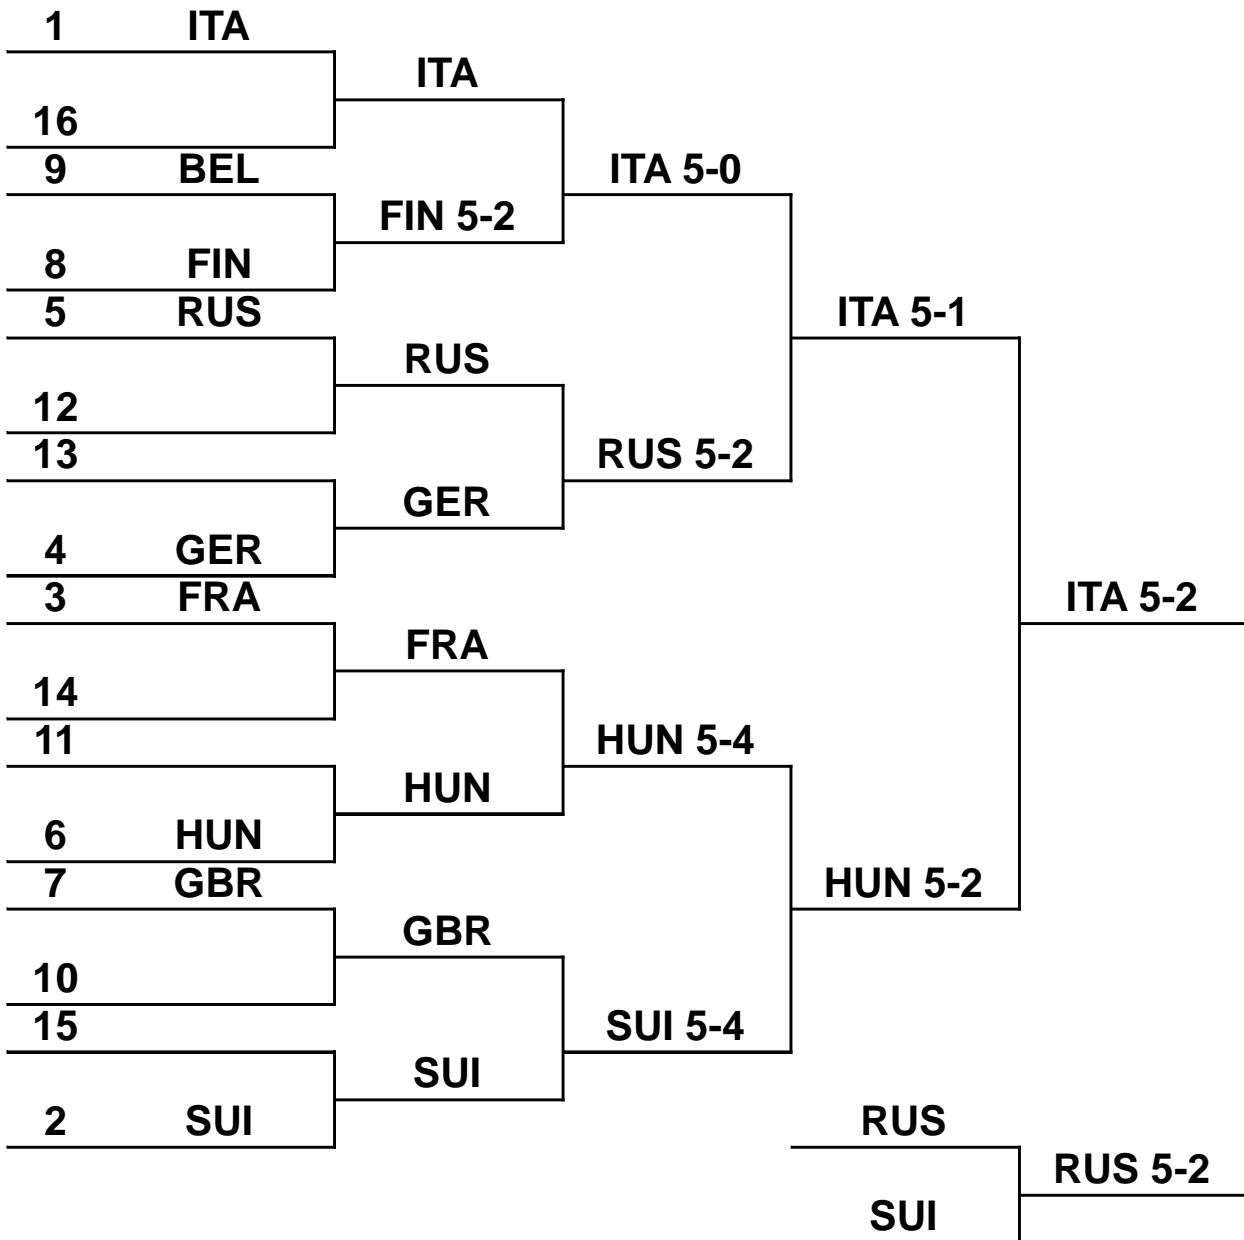 1 ITA
ITA
16
9 BEL
ITA 5-0
FIN 5-2
8 FIN
5 RUS
ITA 5-1
RUS
12
13
RUS 5-2
GER
4 GER
3 FRA
ITA 5-2
FRA
14
11
HUN 5-4
HUN
6 HUN
7 GBR
HUN 5-2
GBR
10
15
SUI 5-4
SUI
2 SUI
RUS
RUS 5-2
SUI